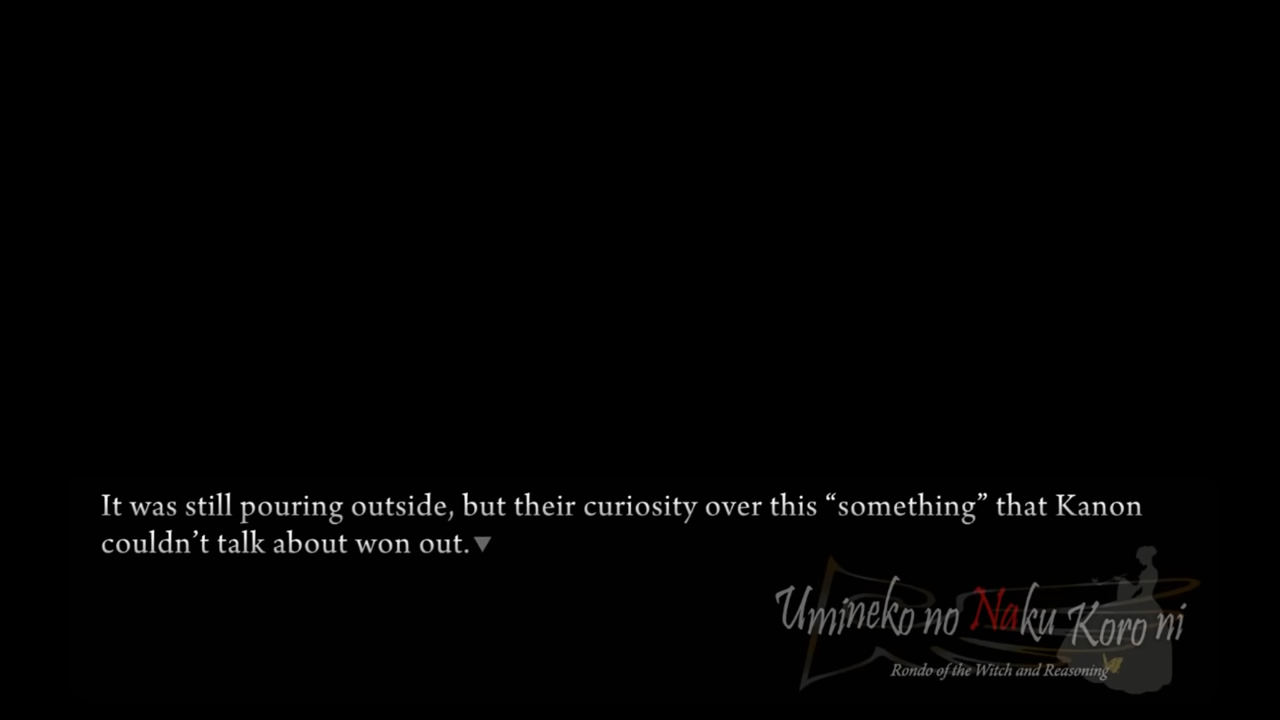 It was still pouring outside, but their curiosity over this “something” that Kanon
couldn’t talk about won out.
Umineko no Naku Koro ni
Rondo of the Witch and Reasoning